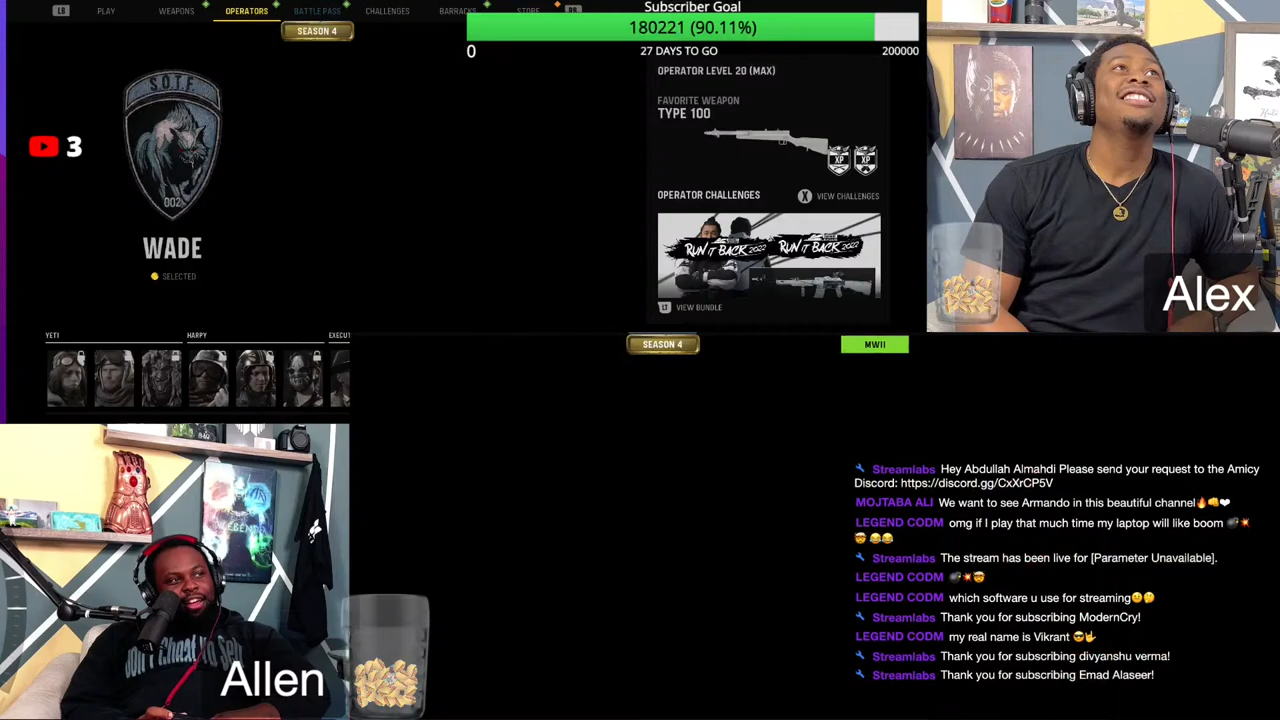 LB PLAY WEAPONS OPERATORS BATTLE PASS CHALLENGES BARRACKS STORE RB
SEASON 4
Subscriber Goal
180221 (90.11%)
0 27 DAYS TO GO 200000
S.O.T.F.
002
3
WADE
SELECTED
OPERATOR LEVEL 20 (MAX)
FAVORITE WEAPON
TYPE 100
XP XP
OPERATOR CHALLENGES X VIEW CHALLENGES
RUN IT BACK 2022 RUN IT BACK 2022
LT VIEW BUNDLE
Alex
YETI HARPY EXECUT
SEASON 4 MWII
Allen
Streamlabs Hey Abdullah Almahdi Please send your request to the Amicy
Discord: https://discord.gg/CxXrCP5V
MOJTABA ALI We want to see Armando in this beautiful channel🔥👊❤
LEGEND CODM omg if I play that much time my laptop will like boom 💣💥
🤯😂😂
Streamlabs The stream has been live for [Parameter Unavailable].
LEGEND CODM 💣💥🤯
LEGEND CODM which software u use for streaming😐🤔
Streamlabs Thank you for subscribing ModernCry!
LEGEND CODM my real name is Vikrant 😎🤟
Streamlabs Thank you for subscribing divyanshu verma!
Streamlabs Thank you for subscribing Emad Alaseer!